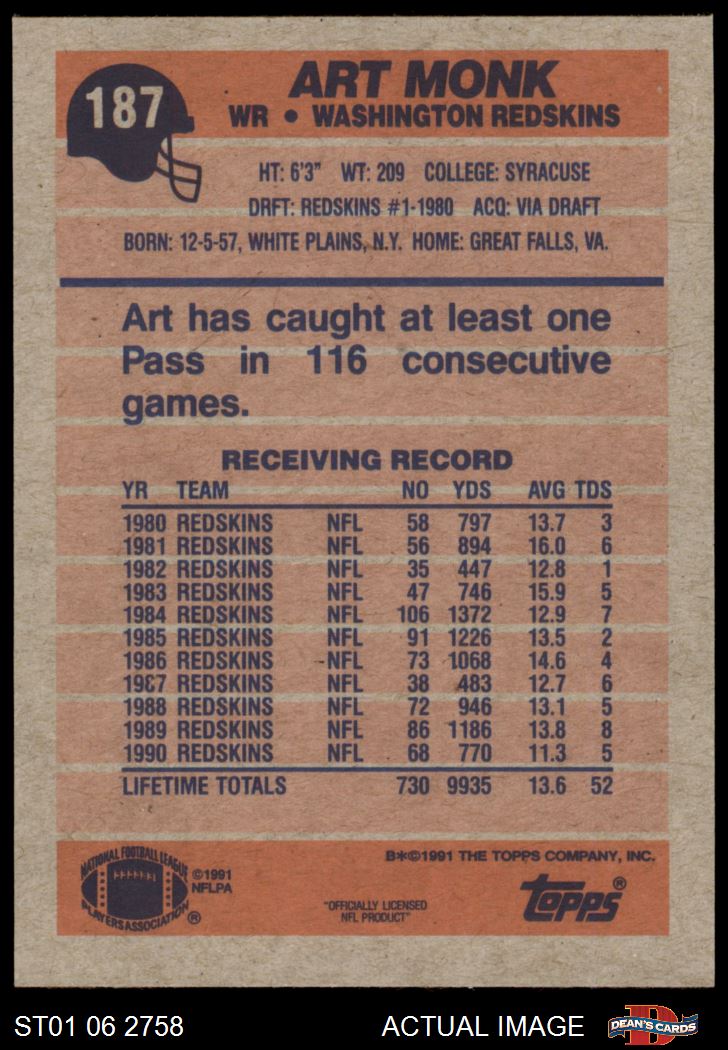 187
ART MONK
WR • WASHINGTON REDSKINS
HT: 6'3" WT: 209 COLLEGE: SYRACUSE
DRFT: REDSKINS #1-1980 ACQ: VIA DRAFT
BORN: 12-5-57, WHITE PLAINS, N.Y. HOME: GREAT FALLS, VA.
Art has caught at least one
Pass in 116 consecutive
games.
RECEIVING RECORD
YR TEAM NO YDS AVG TDS
1980 REDSKINS NFL 58 797 13.7 3
1981 REDSKINS NFL 56 894 16.0 6
1982 REDSKINS NFL 35 447 12.8 1
1983 REDSKINS NFL 47 746 15.9 5
1984 REDSKINS NFL 106 1372 12.9 7
1985 REDSKINS NFL 91 1226 13.5 2
1986 REDSKINS NFL 73 1068 14.6 4
1987 REDSKINS NFL 38 483 12.7 6
1988 REDSKINS NFL 72 946 13.1 5
1989 REDSKINS NFL 86 1186 13.8 8
1990 REDSKINS NFL 68 770 11.3 5
LIFETIME TOTALS 730 9935 13.6 52
B*©1991 THE TOPPS COMPANY, INC.
NATIONAL FOOTBALL LEAGUE
PLAYERS ASSOCIATION ®
©1991
NFLPA
"OFFICIALLY LICENSED
NFL PRODUCT"
topps®
ST01 06 2758 ACTUAL IMAGE
D
DEAN'S CARDS